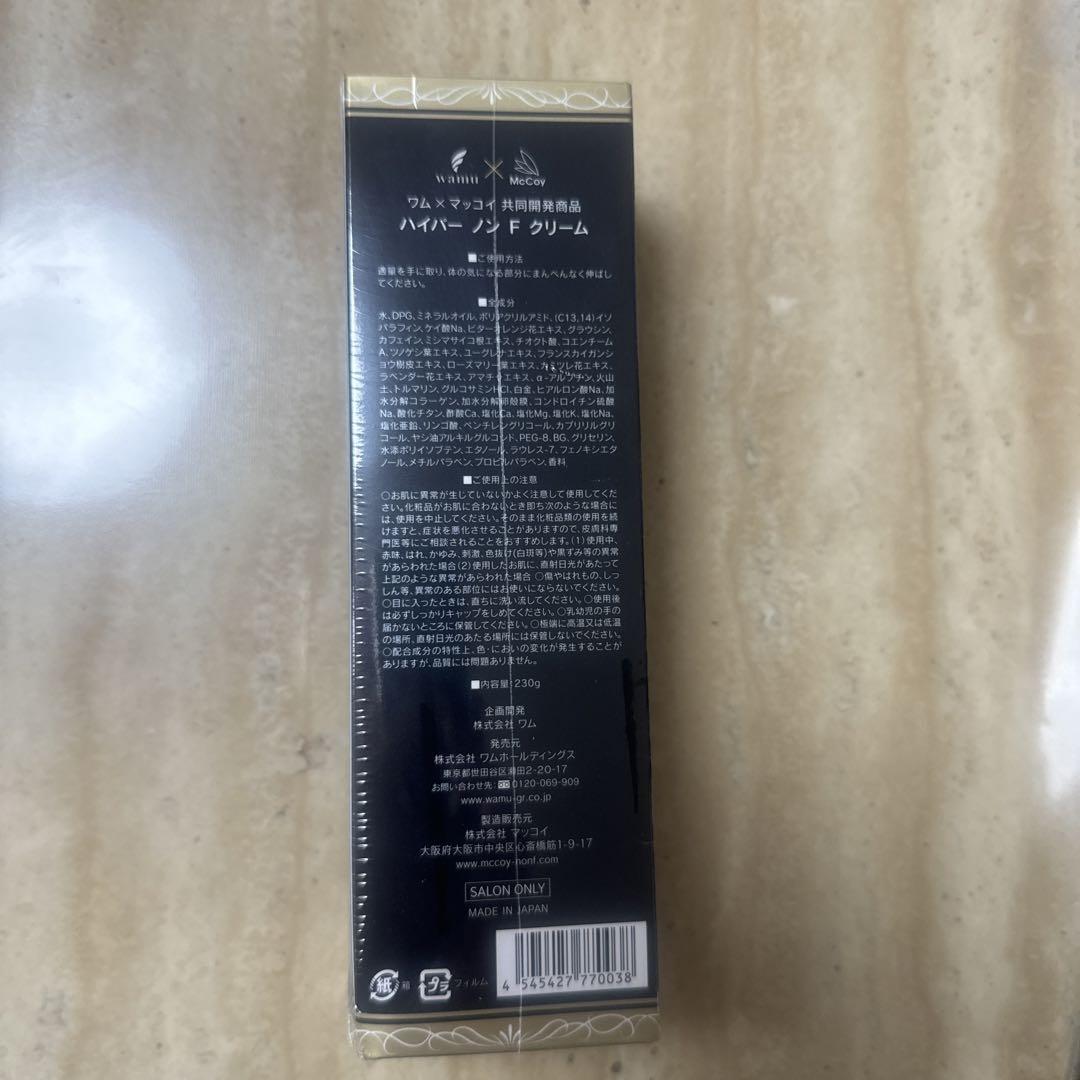 wamu × McCoy
ワム×マッコイ 共同開発商品
ハイパー ノン F クリーム
■ご使用方法
適量を手に取り、体の気になる部分にまんべんなく伸ばし
てください。
■全成分
水、DPG、ミネラルオイル、ポリアクリルアミド、(C13,14)イソ
パラフィン、ケイ酸Na、ビターオレンジ花エキス、グラウシン、
カフェイン、ミシマサイコ根エキス、チオクト酸、コエンチーム
A、ツノゲシ葉エキス、ユーグレナエキス、フランスカイガンシ
ョウ樹皮エキス、ローズマリー葉エキス、カミツレ花エキス、
ラベンダー花エキス、アマチャエキス、α-アルブチン、火山
土、トルマリン、グルコサミンHCl、白金、ヒアルロン酸Na、加
水分解コラーゲン、加水分解卵殻膜、コンドロイチン硫酸
Na、酸化チタン、酢酸Ca、塩化Ca、塩化Mg、塩化K、塩化Na、
塩化亜鉛、リンゴ酸、ペンチレングリコール、カプリリルグリ
コール、ヤシ油アルキルグルコシド、PEG-8、BG、グリセリン、
水添ポリイソブテン、エタノール、ラウレス-7、フェノキシエタ
ノール、メチルパラベン、プロピルパラベン、香料
■ご使用上の注意
○お肌に異常が生じていないかよく注意して使用してくだ
さい。化粧品がお肌に合わないとき即ち次のような場合に
は、使用を中止してください。そのまま化粧品類の使用を続
けますと、症状を悪化させることがありますので、皮膚科専
門医等にご相談されることをおすすめします。(1)使用中、
赤味、はれ、かゆみ、刺激、色抜け(白斑等)や黒ずみ等の異常
があらわれた場合(2)使用したお肌に、直射日光があたって
上記のような異常があらわれた場合 ○傷やはれもの、しっ
しん等、異常のある部位にはお使いにならないでください。
○目に入ったときは、直ちに洗い流してください。○使用後
は必ずしっかりキャップをしめてください。○乳幼児の手の
届かないところに保管してください。○極端に高温又は低温
の場所、直射日光のあたる場所には保管しないでください。
○配合成分の特性上、色・においの変化が発生することが
ありますが、品質には問題ありません。
■内容量:230g
企画開発
株式会社 ワム
発売元
株式会社 ワムホールディングス
東京都世田谷区瀬田2-20-17
お問い合わせ先: 0120-069-909
www.wamu-gr.co.jp
製造販売元
株式会社 マッコイ
大阪府大阪市中央区心斎橋筋1-9-17
www.mccoy-nonf.com
SALON ONLY
MADE IN JAPAN
紙 箱 プラ フィルム
4 545427 770038